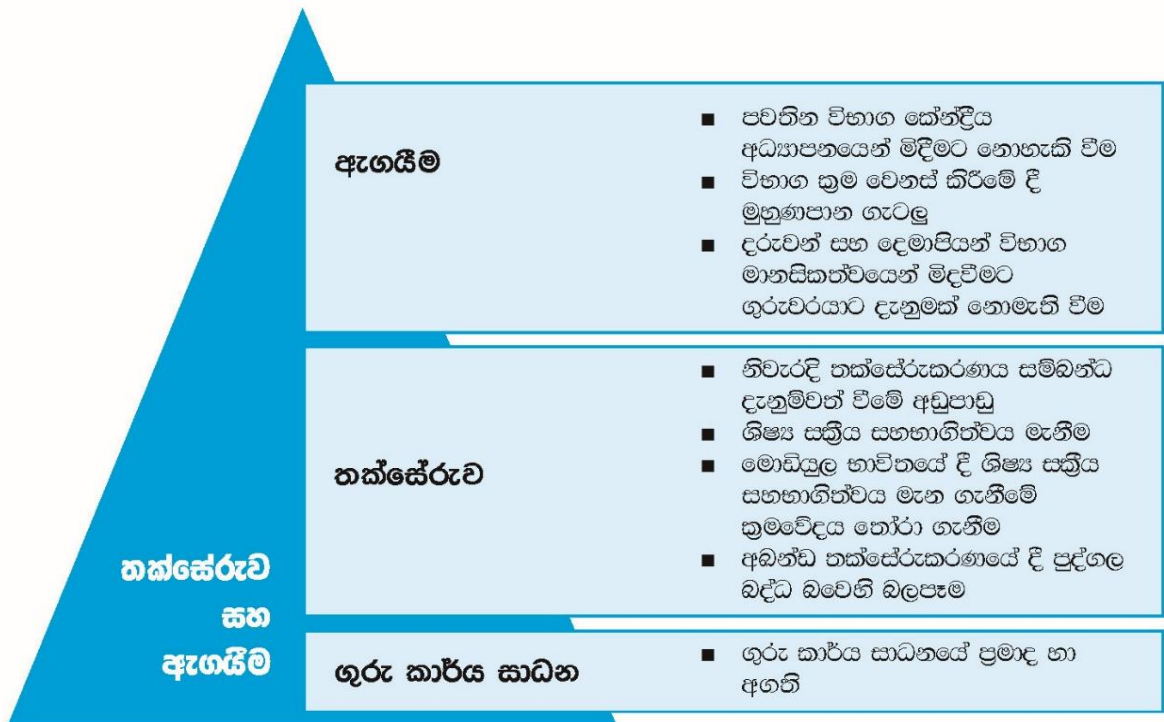 ඇගයීම
■ පවතින විභාග කේන්ද්‍රීය
අධ්‍යාපනයෙන් මිදීමට නොහැකි වීම
■ විභාග ක්‍රම වෙනස් කිරීමේ දී
මුහුණපාන ගැටලු
■ දරුවන් සහ දෙමාපියන් විභාග
මානසිකත්වයෙන් මිදවීමට
ගුරුවරයාට දැනුමක් නොමැති වීම
තක්සේරුව
■ නිවැරදි තක්සේරුකරණය සම්බන්ධ
දැනුම්වත් වීමේ අඩුපාඩු
■ ශිෂ්‍ය සක්‍රීය සහභාගිත්වය මැනීම
■ මොඩියුල භාවිතයේ දී ශිෂ්‍ය සක්‍රීය
සහභාගිත්වය මැන ගැනීමේ
ක්‍රමවේදය තෝරා ගැනීම
■ අඛන්ඩ තක්සේරුකරණයේ දී පුද්ගල
බද්ධ බවෙහි බලපෑම
ගුරු කාර්ය සාධන
■ ගුරු කාර්ය සාධනයේ ප්‍රමාද හා
අගති
තක්සේරුව
සහ
ඇගයීම